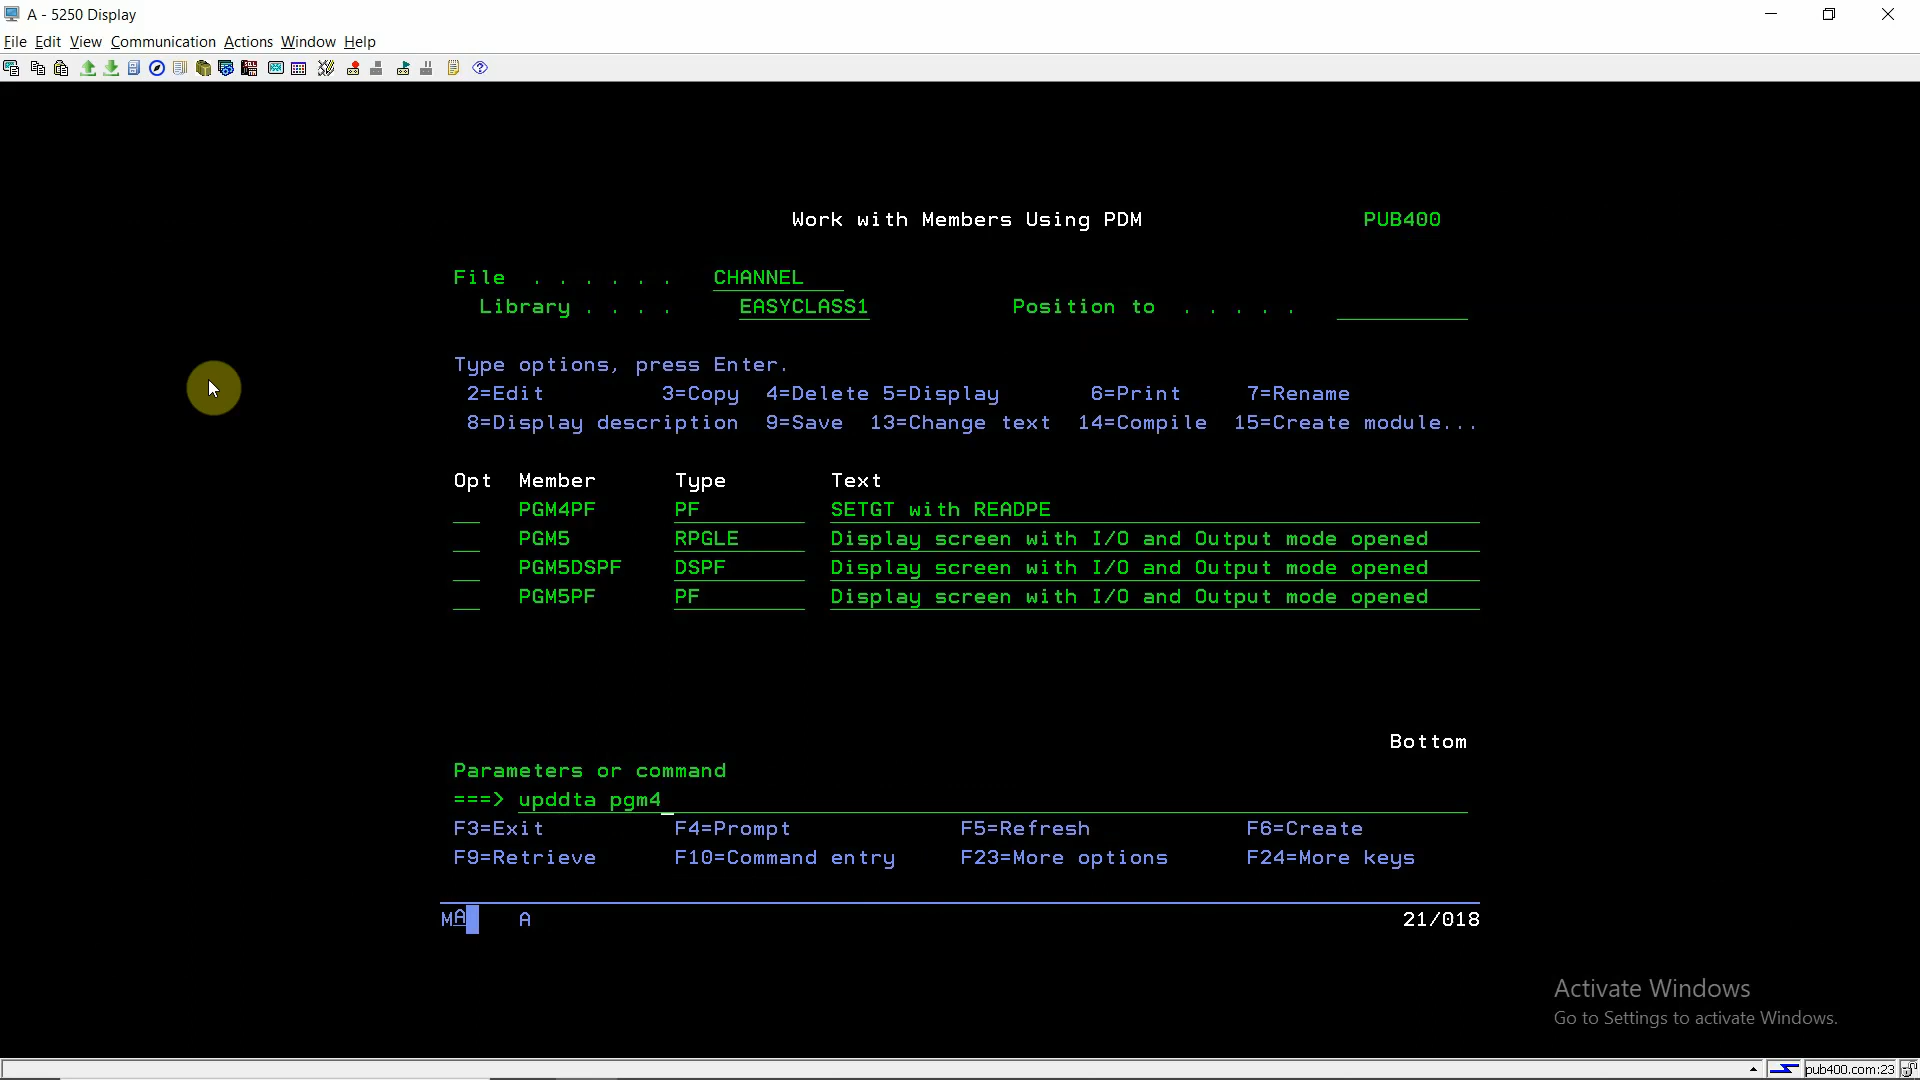 A - 5250 Display
File Edit View Communication Actions Window Help
Work with Members Using PDM PUB400
File . . . . . . CHANNEL
Library . . . . EASYCLASS1 Position to . . . . .
Type options, press Enter.
2=Edit 3=Copy 4=Delete 5=Display 6=Print 7=Rename
8=Display description 9=Save 13=Change text 14=Compile 15=Create module...
Opt Member Type Text
PGM4PF PF SETGT with READPE
PGM5 RPGLE Display screen with I/O and Output mode opened
PGM5DSPF DSPF Display screen with I/O and Output mode opened
PGM5PF PF Display screen with I/O and Output mode opened
Bottom
Parameters or command
===> upddta pgm4_
F3=Exit F4=Prompt F5=Refresh F6=Create
F9=Retrieve F10=Command entry F23=More options F24=More keys
MA A 21/018
Activate Windows
Go to Settings to activate Windows.
pub400.com:23